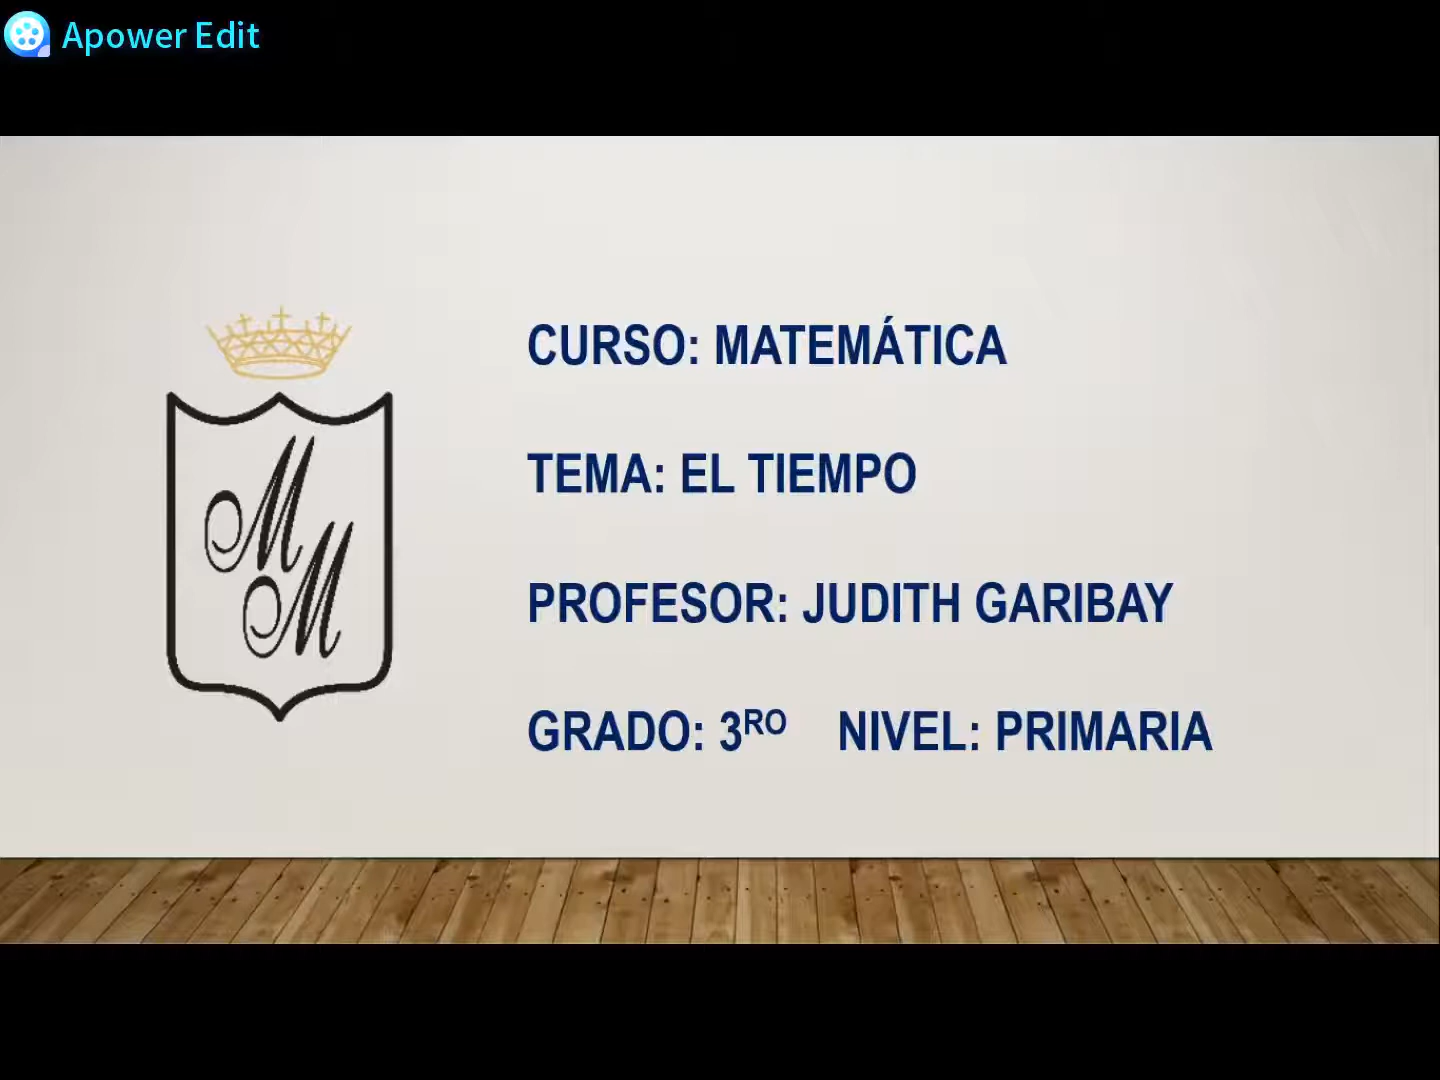 Apower Edit
CURSO: MATEMÁTICA
TEMA: EL TIEMPO
PROFESOR: JUDITH GARIBAY
GRADO: 3RO NIVEL: PRIMARIA
M
M